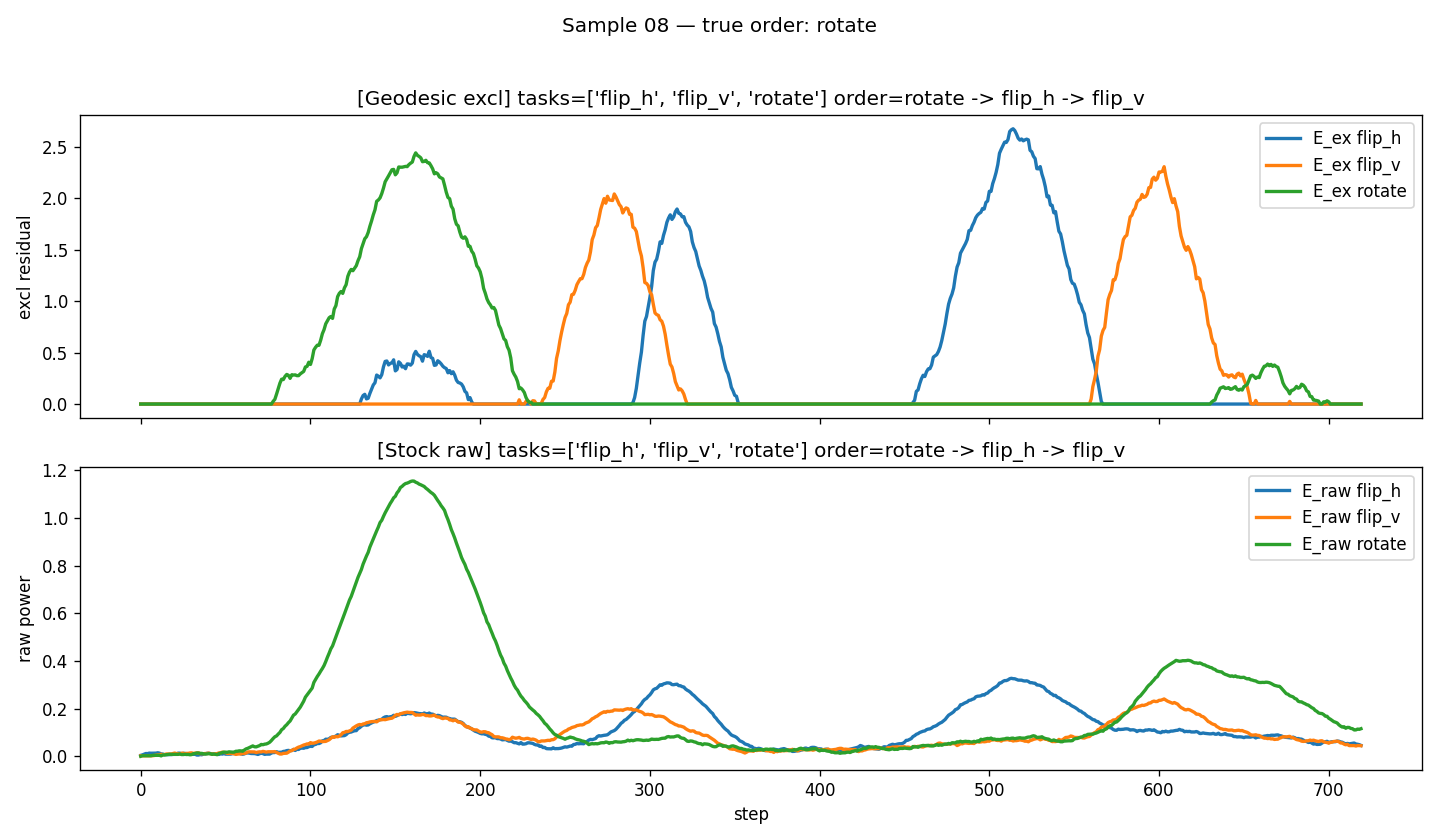 Sample 08 — true order: rotate
[Geodesic excl] tasks=['flip_h', 'flip_v', 'rotate'] order=rotate -> flip_h -> flip_v
excl residual
2.5
2.0
1.5
1.0
0.5
0.0
E_ex flip_h
E_ex flip_v
E_ex rotate
[Stock raw] tasks=['flip_h', 'flip_v', 'rotate'] order=rotate -> flip_h -> flip_v
raw power
1.2
1.0
0.8
0.6
0.4
0.2
0.0
E_raw flip_h
E_raw flip_v
E_raw rotate
0 100 200 300 400 500 600 700
step